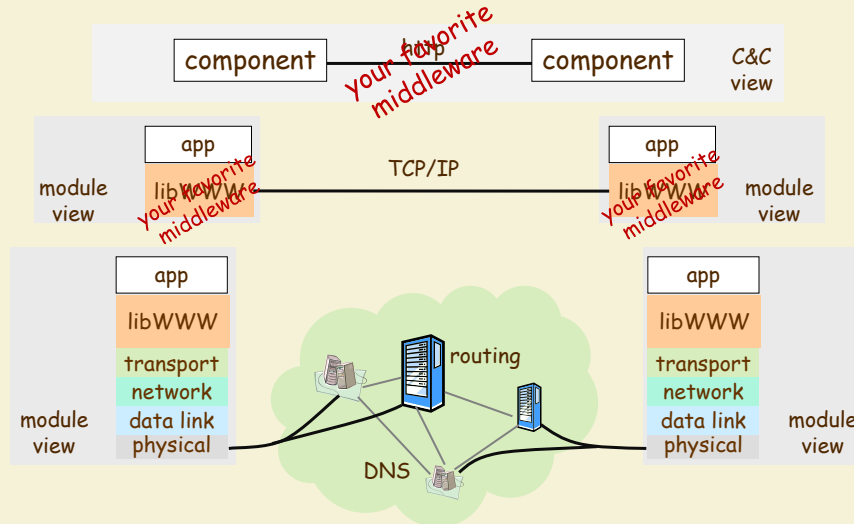 component
http
component
your favorite
middleware
C&C
view
app
TCP/IP
app
module
view
libWWW
your favorite
middleware
libWWW
your favorite
middleware
module
view
app
app
libWWW
routing
libWWW
transport
transport
network
network
module
view
data link
data link
module
view
physical
physical
DNS